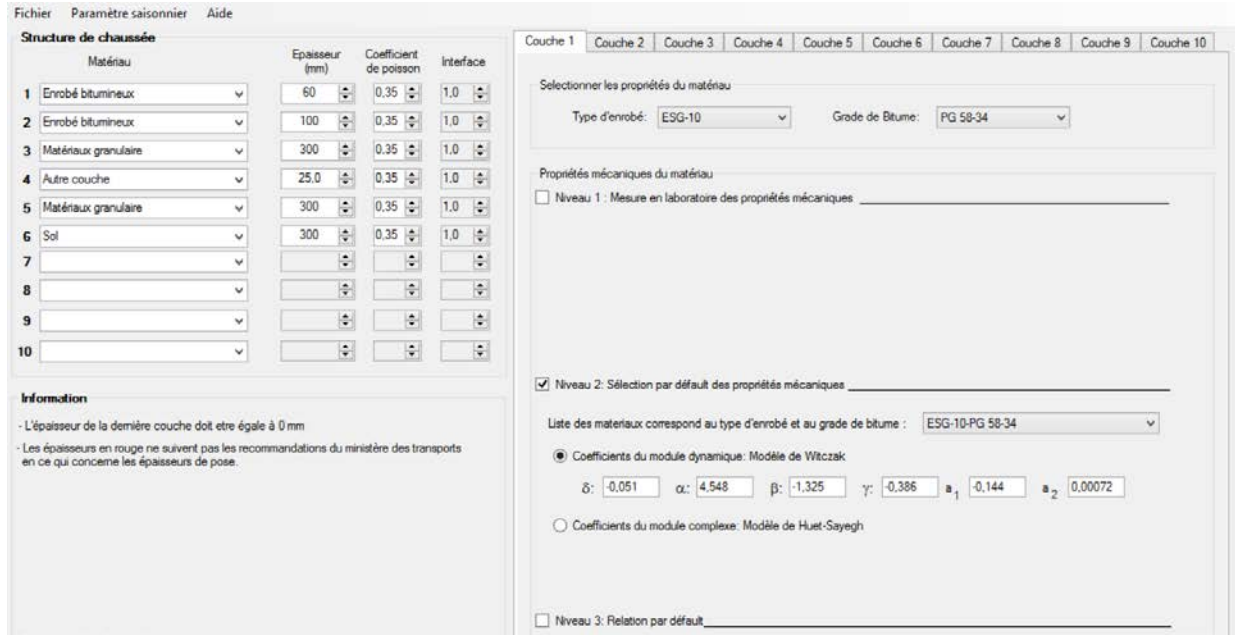 Fichier Paramètre saisonnier Aide
Structure de chaussée
Matériau Epaisseur (mm) Coefficient de poisson Interface
1 Enrobé bitumineux 60 0,35 1,0
2 Enrobé bitumineux 100 0,35 1,0
3 Matériaux granulaire 300 0,35 1,0
4 Autre couche 25,0 0,35 1,0
5 Matériaux granulaire 300 0,35 1,0
6 Sol 300 0,35 1,0
7
8
9
10
Information
- L'épaisseur de la dernière couche doit etre égale à 0 mm
- Les épaisseurs en rouge ne suivent pas les recommandations du ministère des transports
en ce qui concerne les épaisseurs de pose.
Couche 1 Couche 2 Couche 3 Couche 4 Couche 5 Couche 6 Couche 7 Couche 8 Couche 9 Couche 10
Selectionner les propriétés du matériau
Type d'enrobé: ESG-10 Grade de Bitume: PG 58-34
Propriétés mécaniques du matériau
Niveau 1 : Mesure en laboratoire des propriétés mécaniques
Niveau 2: Sélection par défault des propriétés mécaniques
Liste des materiaux correspond au type d'enrobé et au grade de bitume : ESG-10-PG 58-34
Coefficients du module dynamique: Modèle de Witczak
δ: -0,051 α: 4,548 β: -1,325 γ: -0,386 a1 -0,144 a2 0,00072
Coefficients du module complexe: Modèle de Huet-Sayegh
Niveau 3: Relation par défault